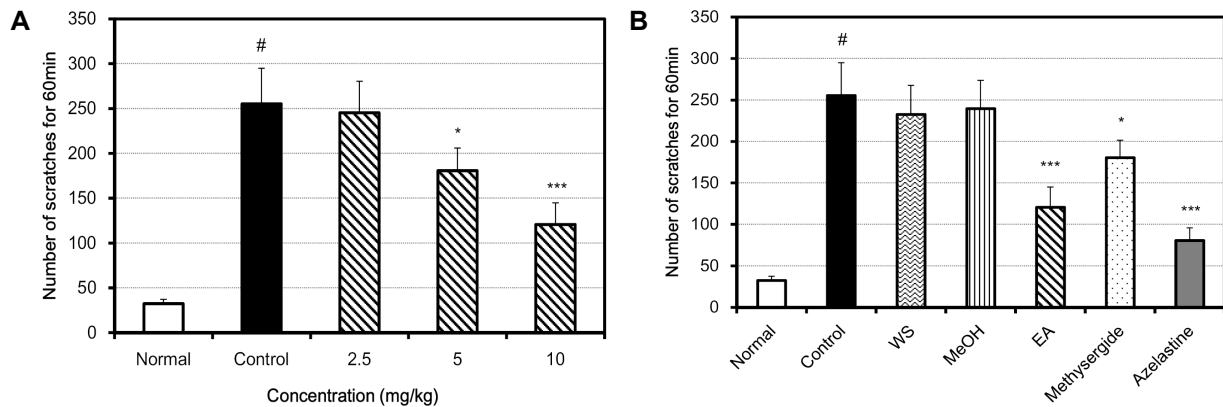 A
Number of scratches for 60min
350
300
250
200
150
100
50
0
#
*
***
Normal Control 2.5 5 10
Concentration (mg/kg)
B
Number of scratches for 60min
350
300
250
200
150
100
50
0
#
***
*
***
Normal
Control
WS
MeOH
EA
Methysergide
Azelastine